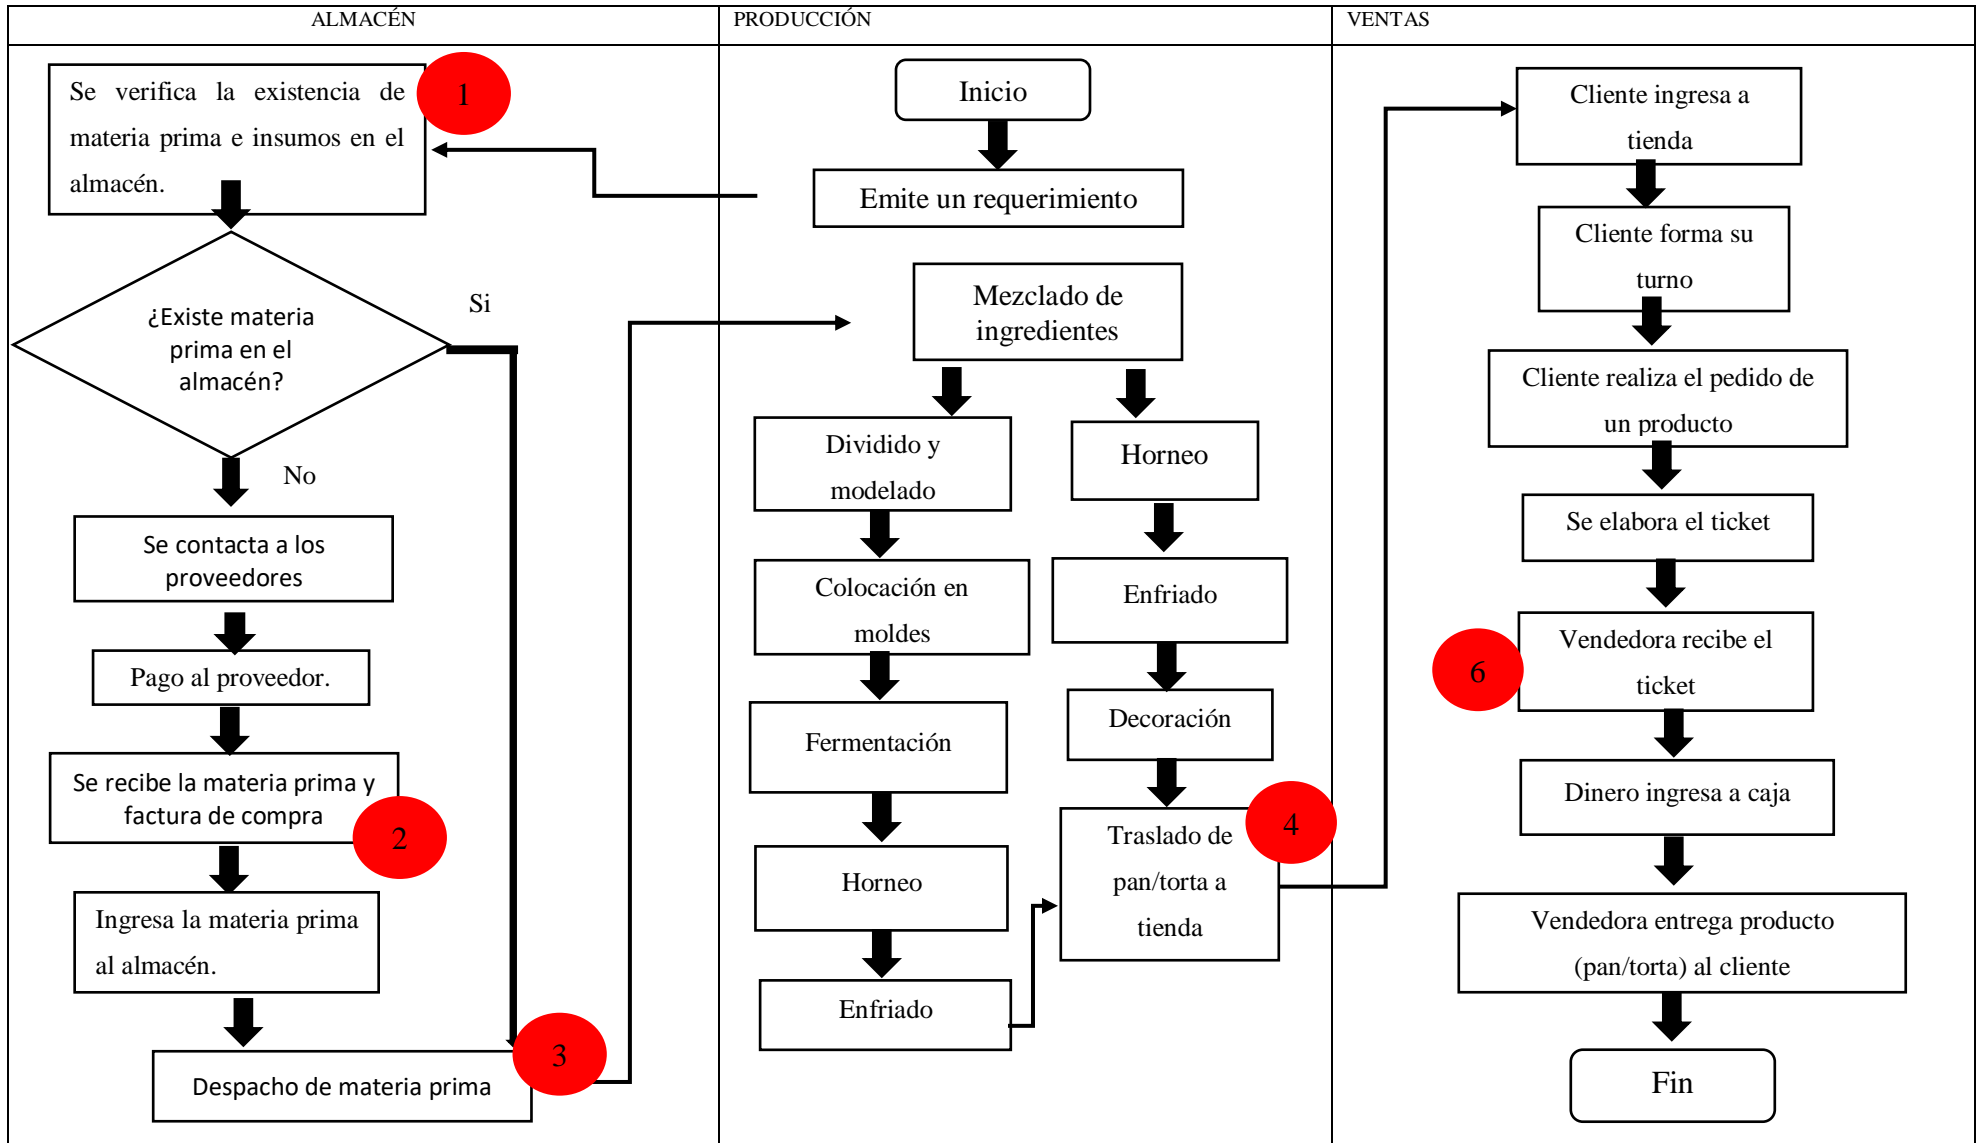 ALMACÉN
PRODUCCIÓN
VENTAS
Se verifica la existencia de
materia prima e insumos en el
almacén.
1
¿Existe materia
prima en el
almacén?
Si
No
Se contacta a los
proveedores
Pago al proveedor.
Se recibe la materia prima y
factura de compra
2
Ingresa la materia prima
al almacén.
Despacho de materia prima
3
Inicio
Emite un requerimiento
Mezclado de
ingredientes
Dividido y
modelado
Colocación en
moldes
Fermentación
Horneo
Enfriado
Horneo
Enfriado
Decoración
Traslado de
pan/torta a
tienda
4
Cliente ingresa a
tienda
Cliente forma su
turno
Cliente realiza el pedido de
un producto
Se elabora el ticket
Vendedora recibe el
ticket
6
Dinero ingresa a caja
Vendedora entrega producto
(pan/torta) al cliente
Fin